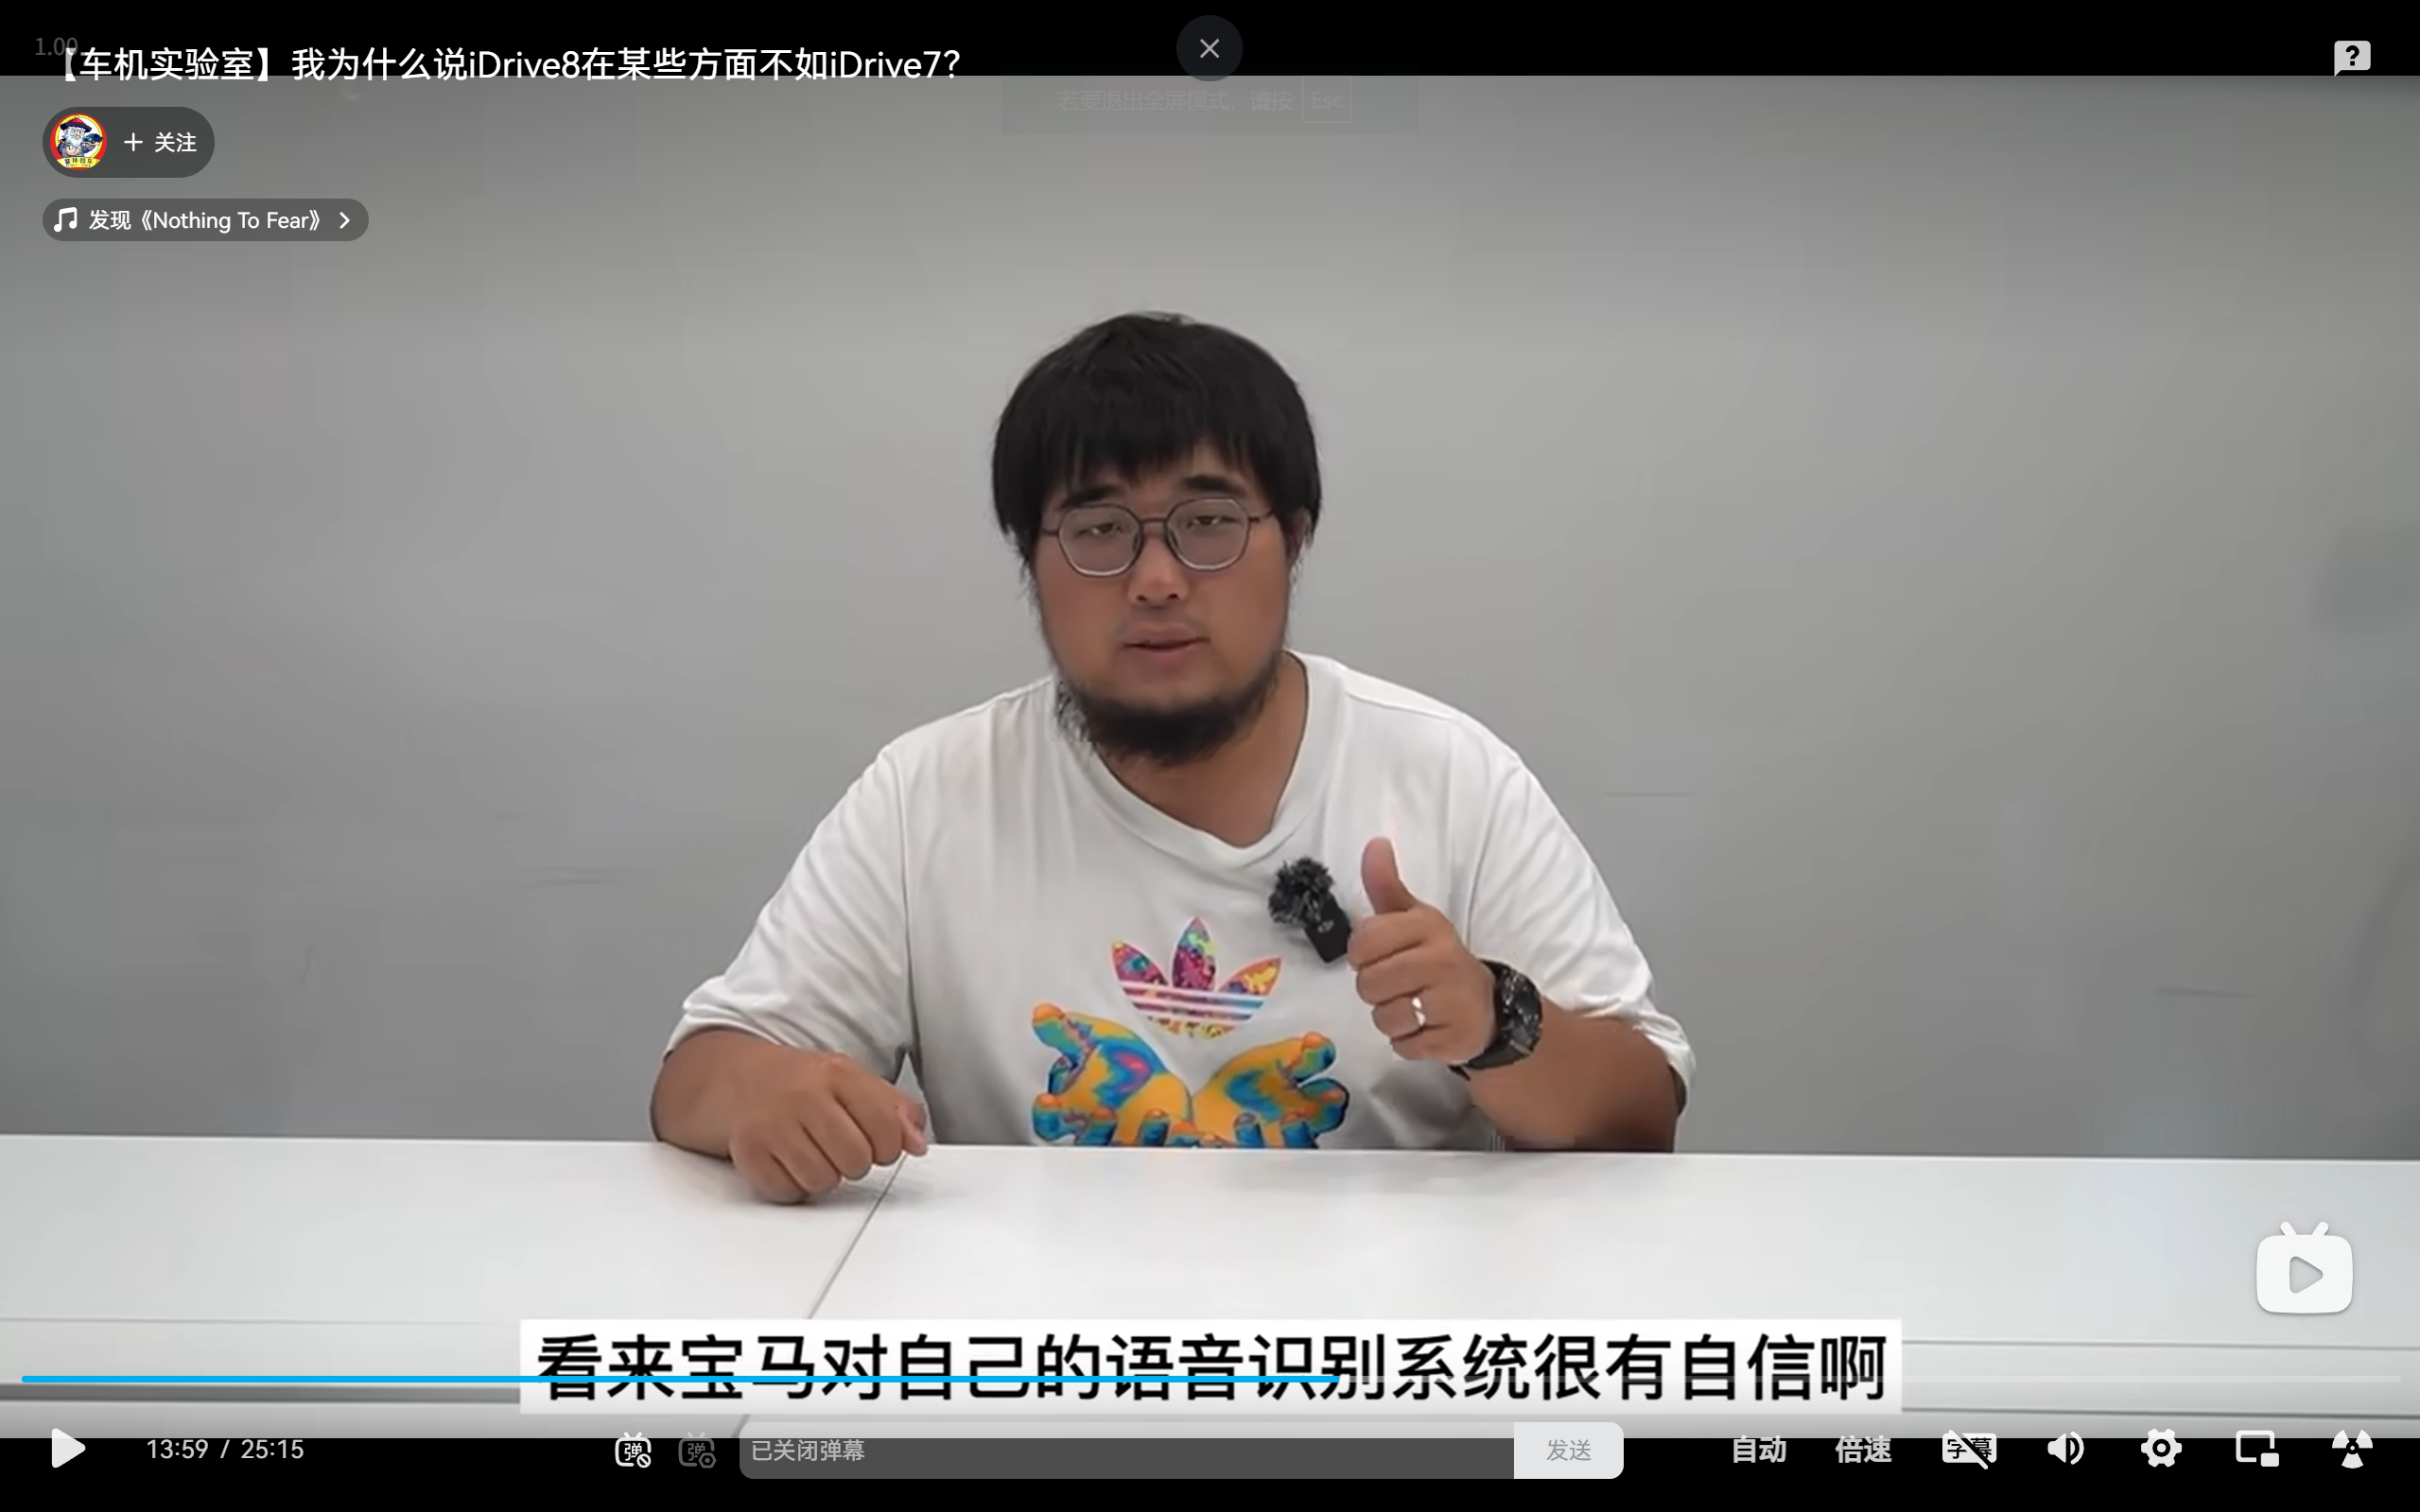 1.00
【车机实验室】我为什么说iDrive8在某些方面不如iDrive7？
若要退出全屏模式，请按 Esc
+ 关注
发现《Nothing To Fear》
看来宝马对自己的语音识别系统很有自信啊
13:59 / 25:15
弹
弹
已关闭弹幕
发送
自动
倍速
字幕